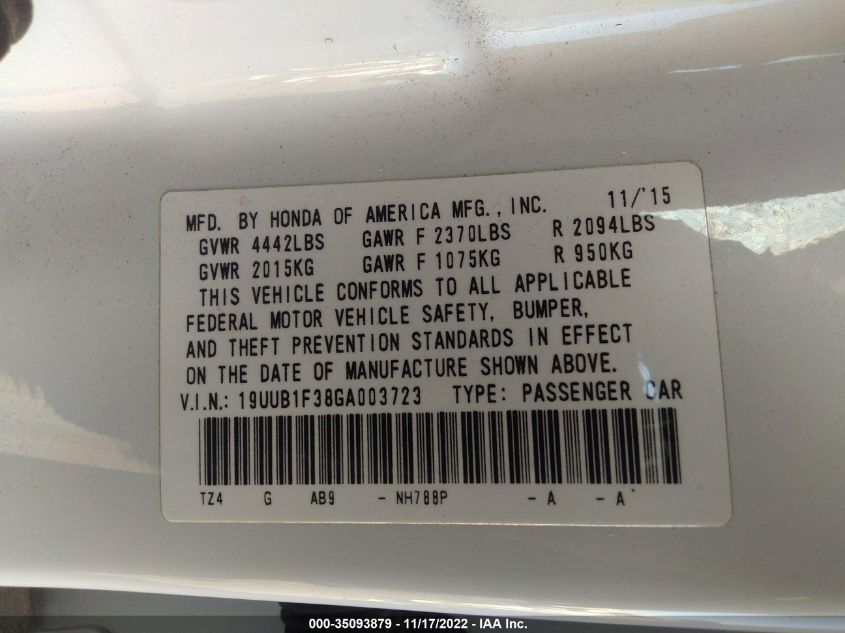 MFD. BY HONDA OF AMERICA MFG., INC. 11/'15
GVWR 4442LBS GAWR F 2370LBS R 2094LBS
GVWR 2015KG GAWR F 1075KG R 950KG
THIS VEHICLE CONFORMS TO ALL APPLICABLE
FEDERAL MOTOR VEHICLE SAFETY, BUMPER,
AND THEFT PREVENTION STANDARDS IN EFFECT
ON THE DATE OF MANUFACTURE SHOWN ABOVE.
V.I.N.: 19UUB1F38GA003723 TYPE: PASSENGER CAR
TZ4 G AB9 - NH788P - A - A
000-35093879 - 11/17/2022 - IAA Inc.